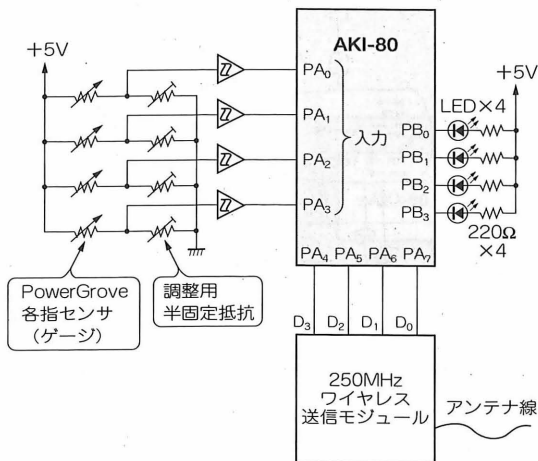 +5V
AKI-80
+5V
PA₀
PA₁
PA₂
PA₃
入力
LED×4
PB₀
PB₁
PB₂
PB₃
220Ω
×4
PA₄ PA₅ PA₆ PA₇
PowerGrove
各指センサ
(ゲージ)
調整用
半固定抵抗
D₃ D₂ D₁ D₀
250MHz
ワイヤレス
送信モジュール
アンテナ線